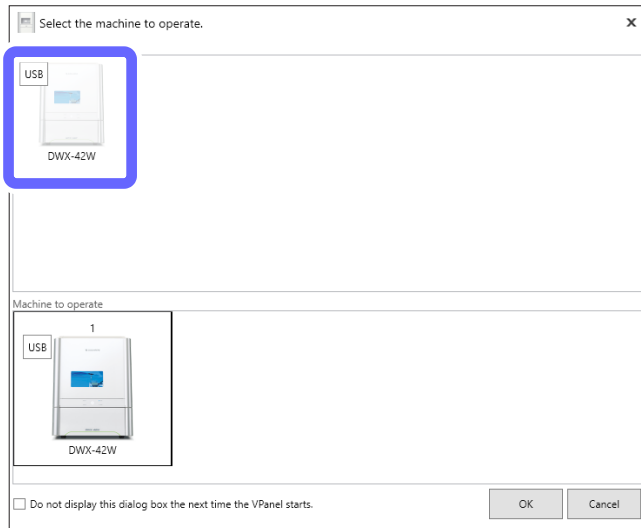 Select the machine to operate.
x
USB
DWX-42W
Machine to operate
1
USB
DWX-42W
Do not display this dialog box the next time the VPanel starts.
OK
Cancel